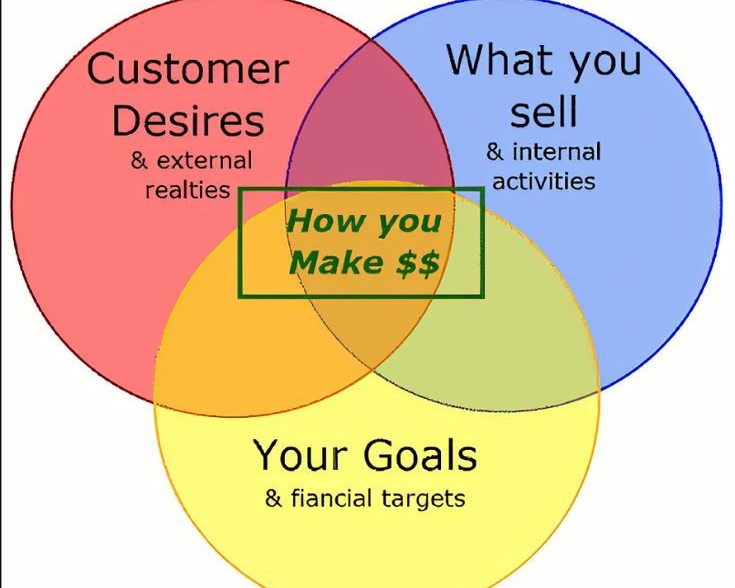 Customer
Desires
& external
realties
What you
sell
& internal
activities
How you
Make $$
Your Goals
& fiancial targets